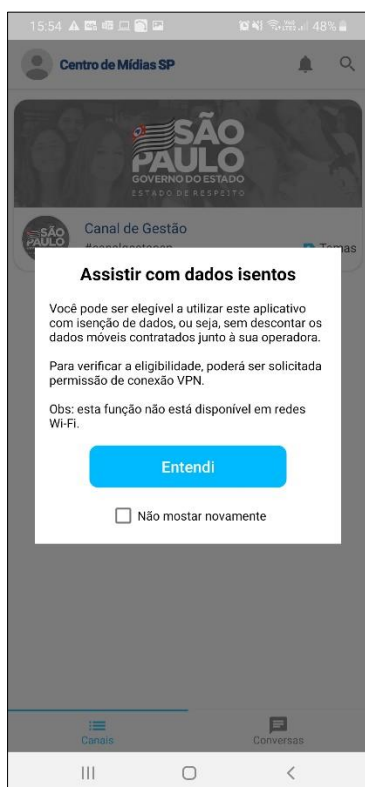 15:54
48%
Centro de Mídias SP
SÃO
PAULO
GOVERNO DO ESTADO
ESTADO DE RESPEITO
SÃO
PAULO
Canal de Gestão
Temas
Assistir com dados isentos
Você pode ser elegível a utilizar este aplicativo
com isenção de dados, ou seja, sem descontar os
dados móveis contratados junto à sua operadora.
Para verificar a eligibilidade, poderá ser solicitada
permissão de conexão VPN.
Obs: esta função não está disponível em redes
Wi-Fi.
Entendi
Não mostar novamente
Canais
Conversas